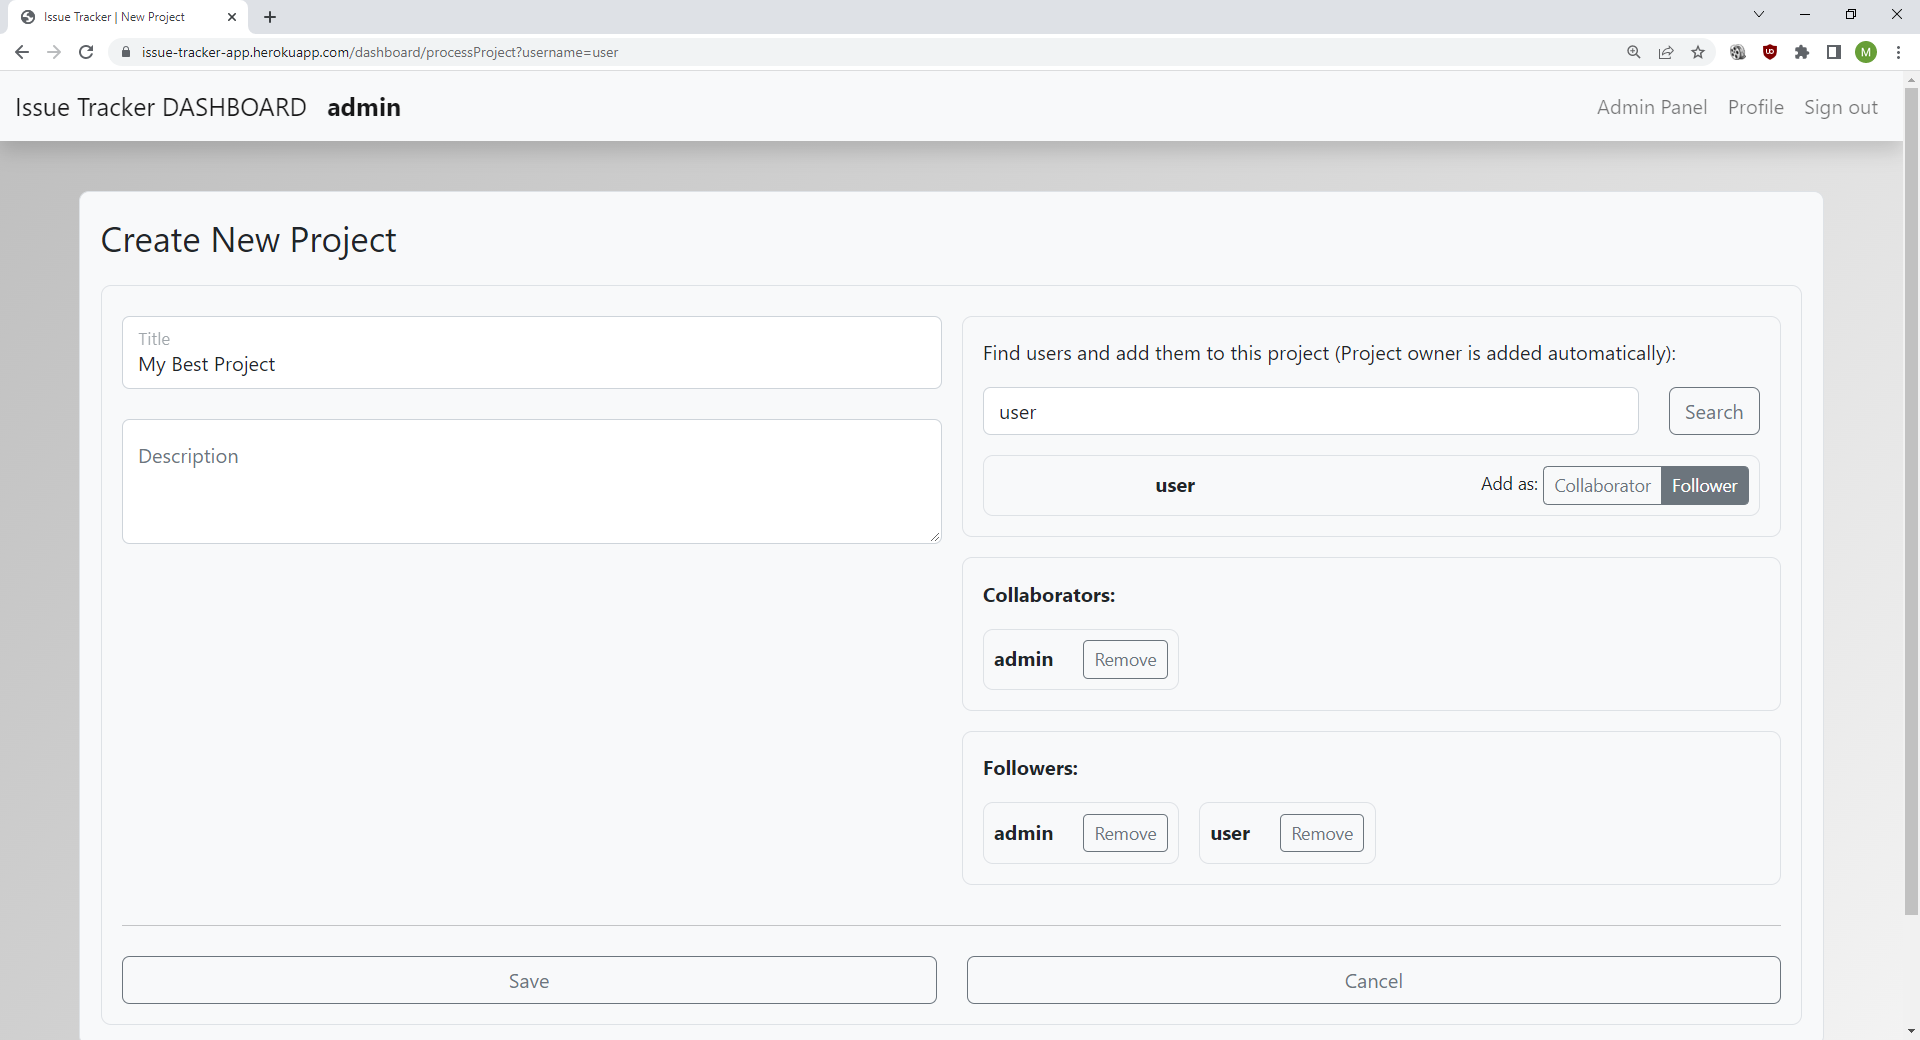 Issue Tracker | New Project
issue-tracker-app.herokuapp.com/dashboard/processProject?username=user
M
Issue Tracker DASHBOARD admin
Admin Panel Profile Sign out
Create New Project
Title
My Best Project
Description
Find users and add them to this project (Project owner is added automatically):
user
Search
user
Add as: Collaborator Follower
Collaborators:
admin Remove
Followers:
admin Remove user Remove
Save Cancel